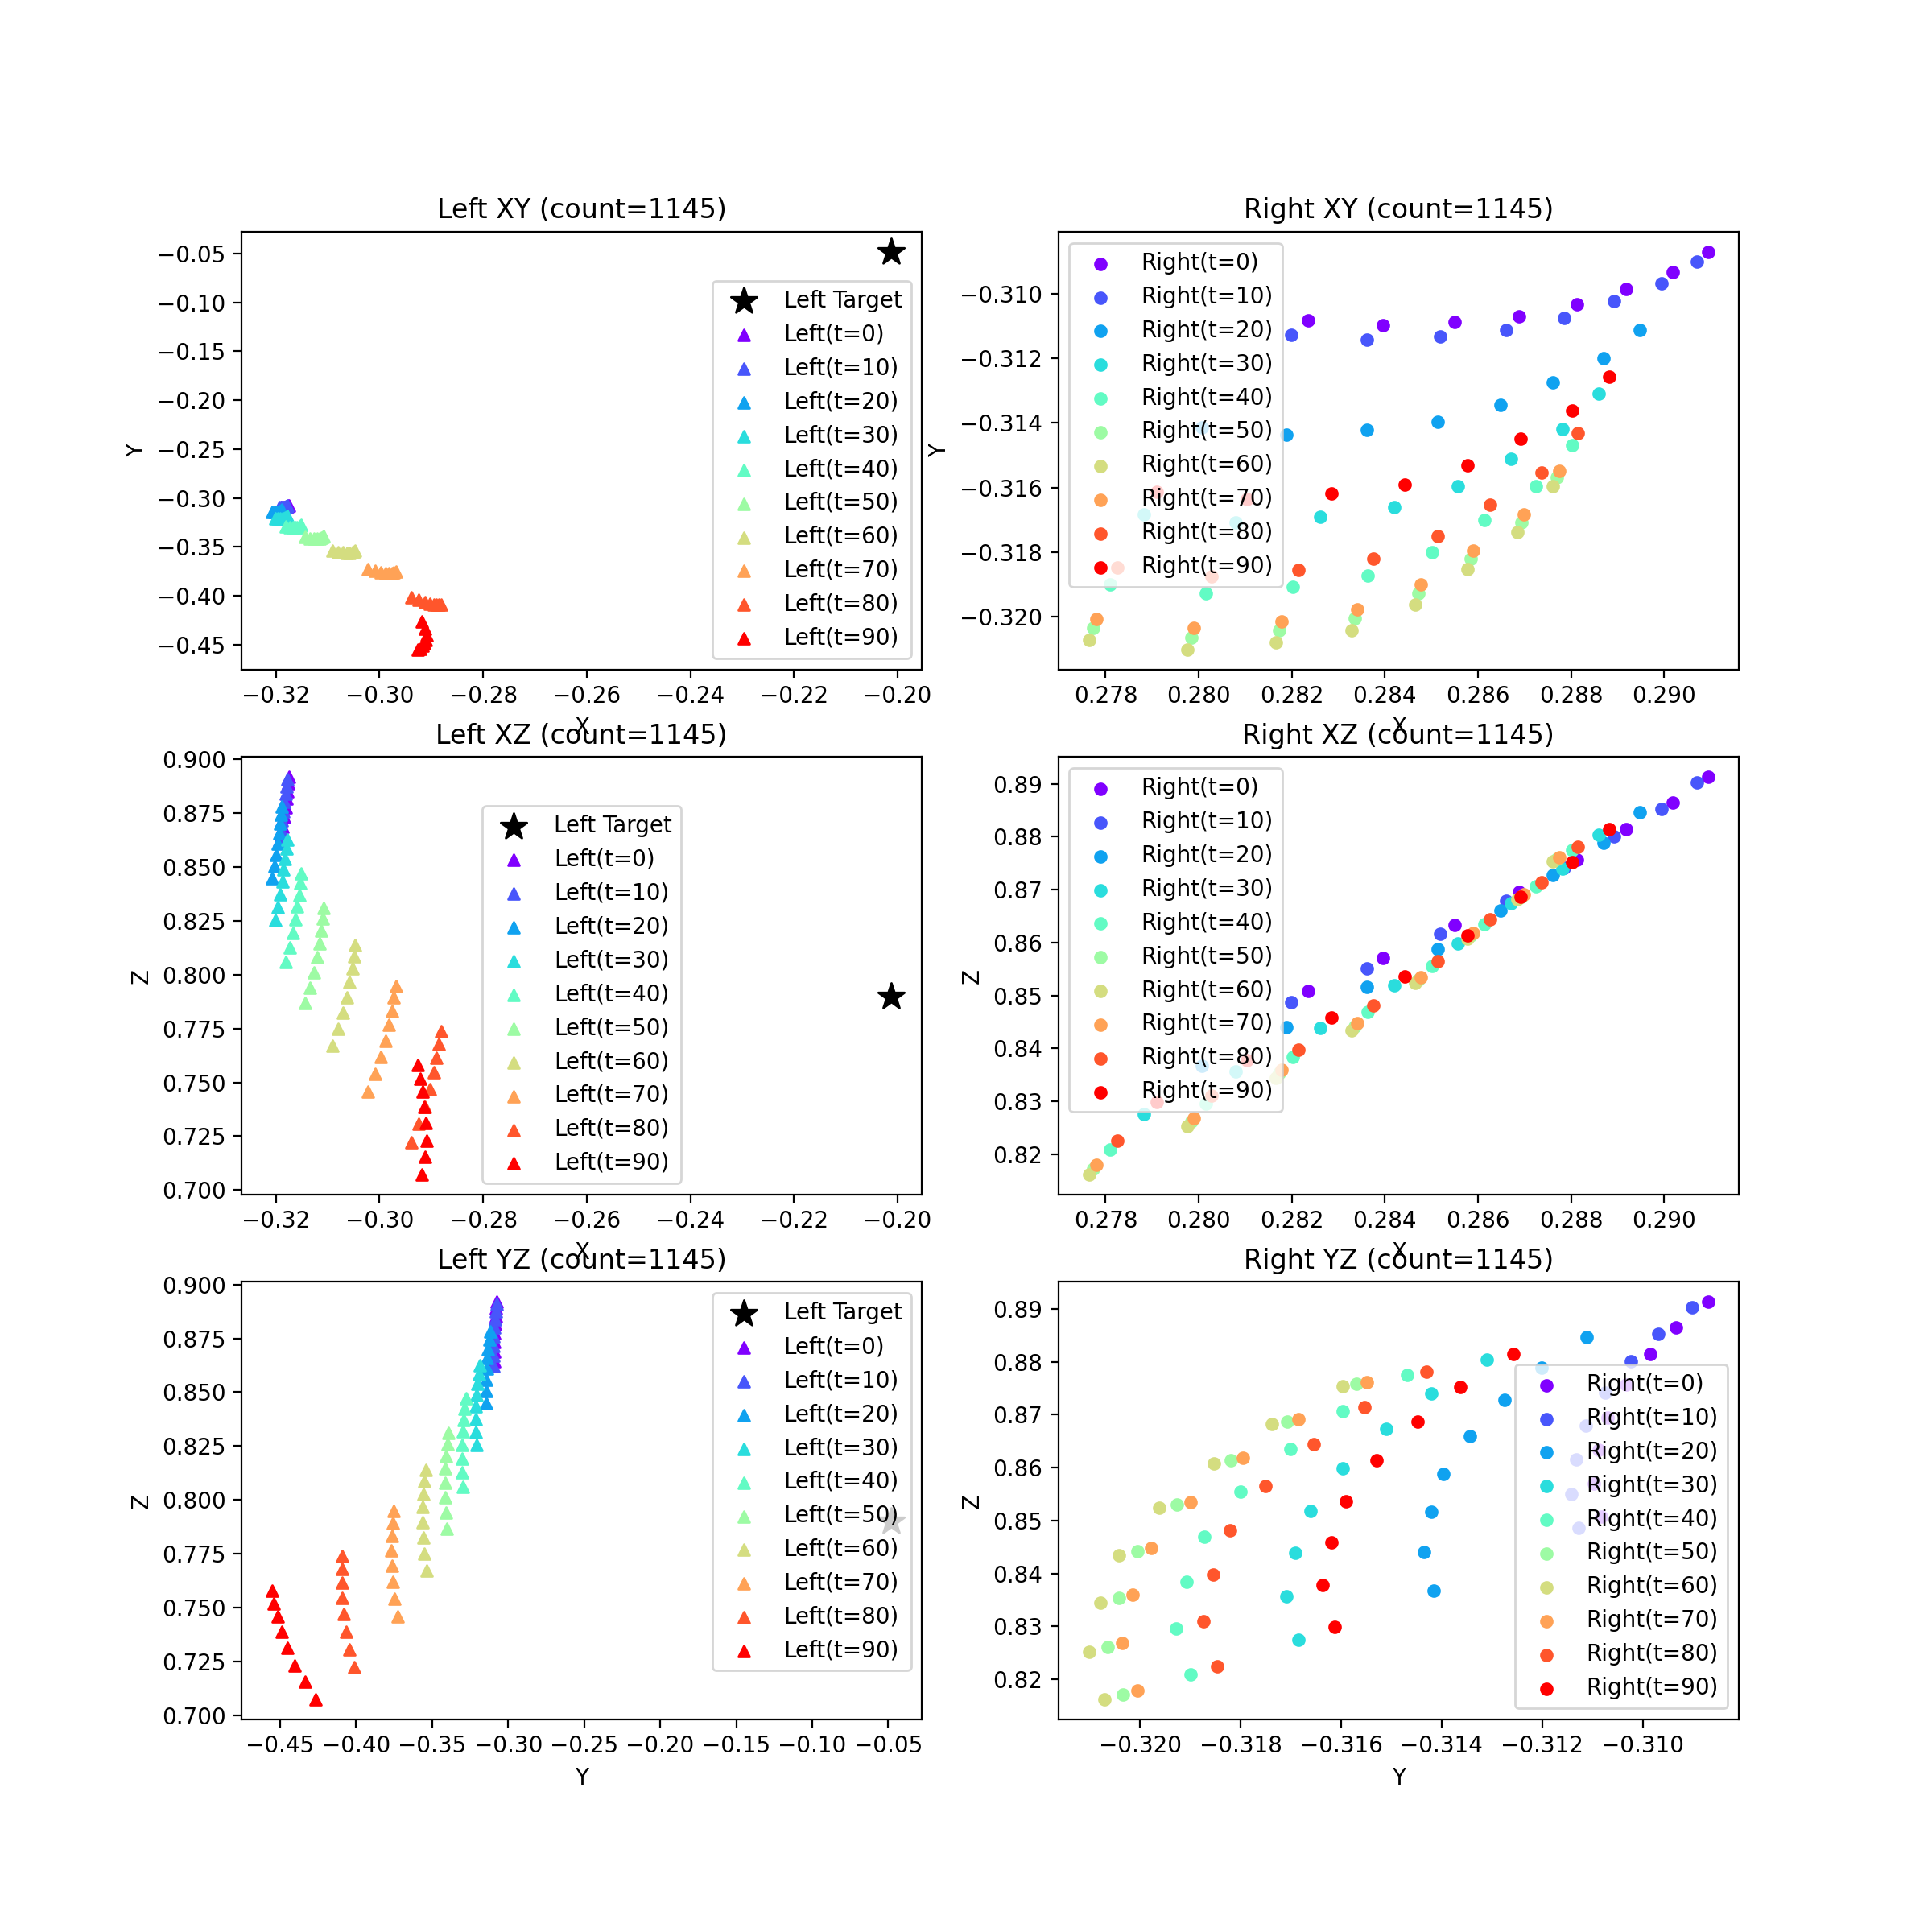 Left XY (count=1145)
−0.05
−0.10
−0.15
−0.20
−0.25
−0.30
−0.35
−0.40
−0.45
Y
−0.32
−0.30
−0.28
−0.26
−0.24
−0.22
−0.20
X
Left Target
Left(t=0)
Left(t=10)
Left(t=20)
Left(t=30)
Left(t=40)
Left(t=50)
Left(t=60)
Left(t=70)
Left(t=80)
Left(t=90)
Right XY (count=1145)
−0.310
−0.312
−0.314
−0.316
−0.318
−0.320
Y
0.278
0.280
0.282
0.284
0.286
0.288
0.290
X
Right(t=0)
Right(t=10)
Right(t=20)
Right(t=30)
Right(t=40)
Right(t=50)
Right(t=60)
Right(t=70)
Right(t=80)
Right(t=90)
Left XZ (count=1145)
0.900
0.875
0.850
0.825
0.800
0.775
0.750
0.725
0.700
Z
−0.32
−0.30
−0.28
−0.26
−0.24
−0.22
−0.20
X
Left Target
Left(t=0)
Left(t=10)
Left(t=20)
Left(t=30)
Left(t=40)
Left(t=50)
Left(t=60)
Left(t=70)
Left(t=80)
Left(t=90)
Right XZ (count=1145)
0.89
0.88
0.87
0.86
0.85
0.84
0.83
0.82
Z
0.278
0.280
0.282
0.284
0.286
0.288
0.290
X
Right(t=0)
Right(t=10)
Right(t=20)
Right(t=30)
Right(t=40)
Right(t=50)
Right(t=60)
Right(t=70)
Right(t=80)
Right(t=90)
Left YZ (count=1145)
0.900
0.875
0.850
0.825
0.800
0.775
0.750
0.725
0.700
Z
−0.45
−0.40
−0.35
−0.30
−0.25
−0.20
−0.15
−0.10
−0.05
Y
Left Target
Left(t=0)
Left(t=10)
Left(t=20)
Left(t=30)
Left(t=40)
Left(t=50)
Left(t=60)
Left(t=70)
Left(t=80)
Left(t=90)
Right YZ (count=1145)
0.89
0.88
0.87
0.86
0.85
0.84
0.83
0.82
Z
−0.320
−0.318
−0.316
−0.314
−0.312
−0.310
Y
Right(t=0)
Right(t=10)
Right(t=20)
Right(t=30)
Right(t=40)
Right(t=50)
Right(t=60)
Right(t=70)
Right(t=80)
Right(t=90)